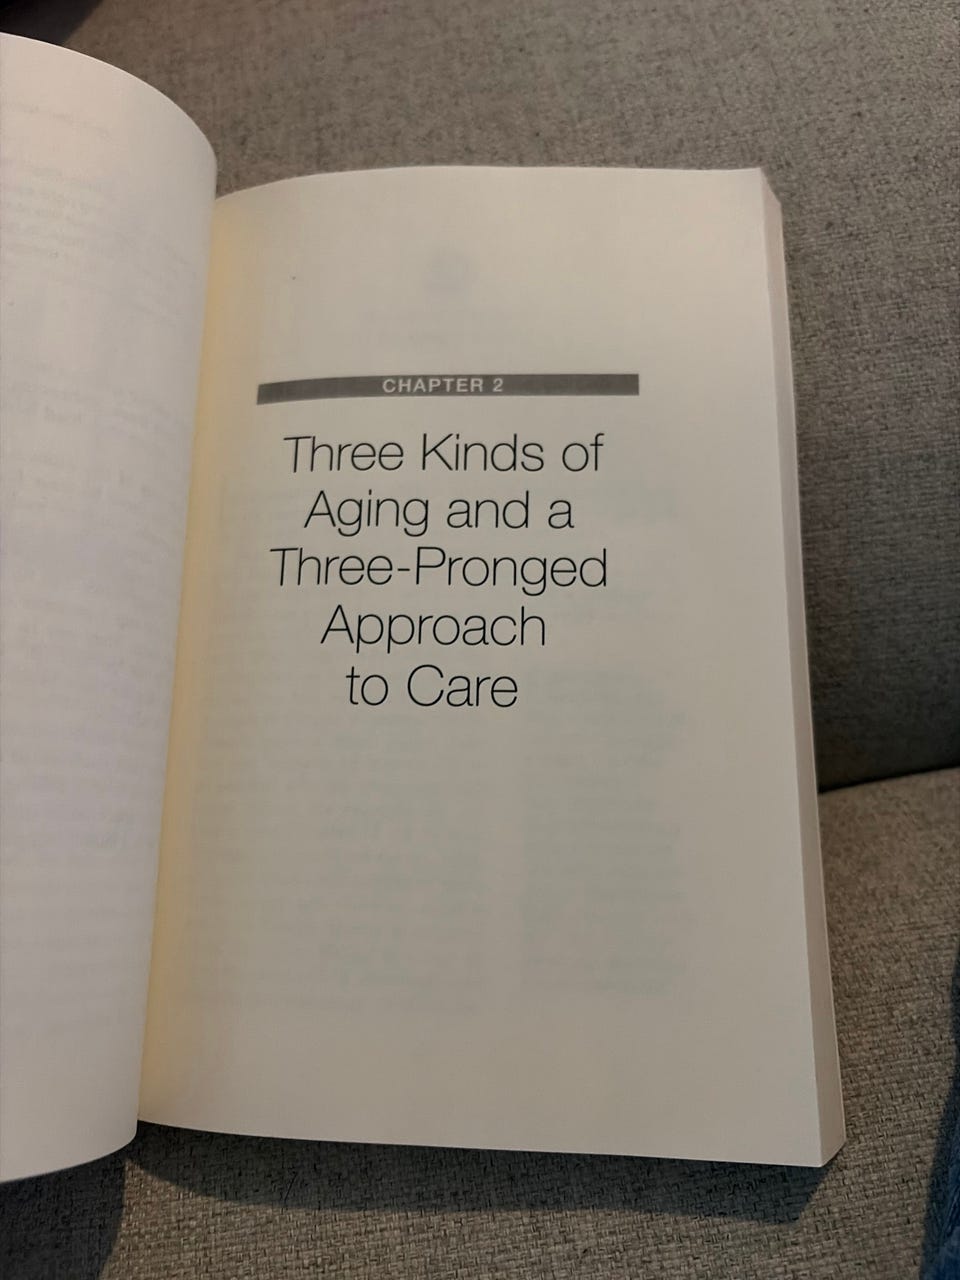 CHAPTER 2
Three Kinds of
Aging and a
Three-Pronged
Approach
to Care